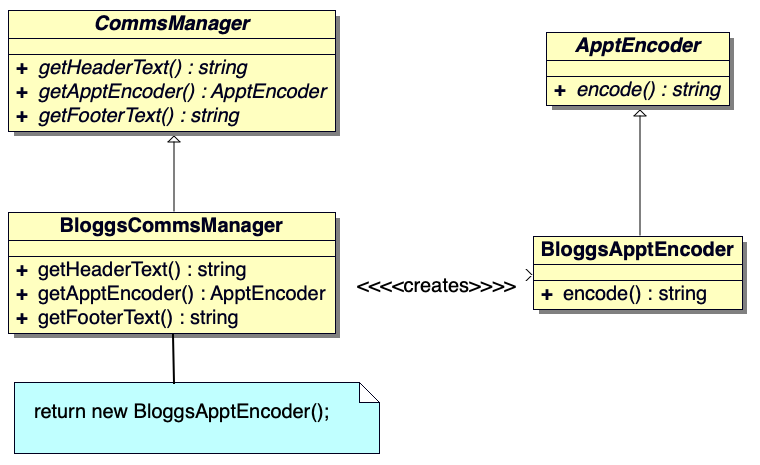 CommsManager
+ getHeaderText() : string
+ getApptEncoder() : ApptEncoder
+ getFooterText() : string
ApptEncoder
+ encode() : string
BloggsCommsManager
+ getHeaderText() : string
+ getApptEncoder() : ApptEncoder
+ getFooterText() : string
<<<<creates>>>>
BloggsApptEncoder
+ encode() : string
return new BloggsApptEncoder();